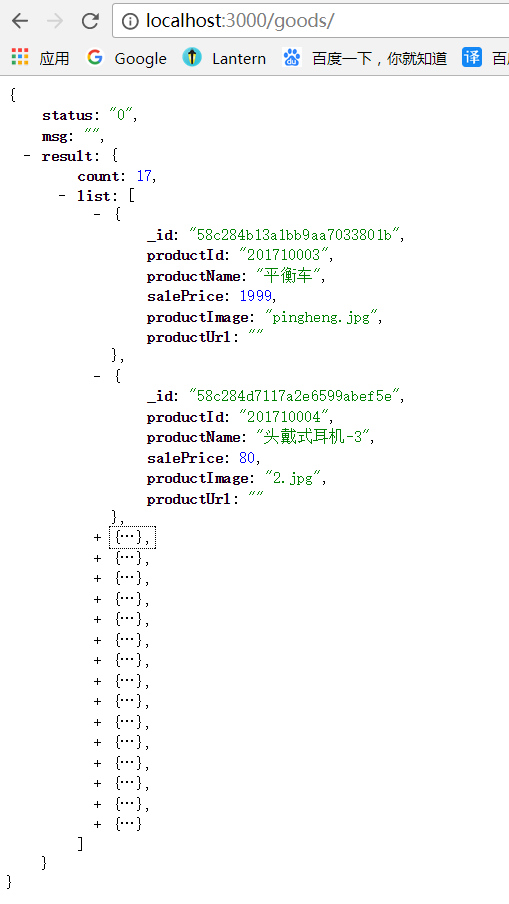 localhost:3000/goods/
应用 Google Lantern 百度一下，你就知道 译 百
{
status: "0",
msg: "",
- result: {
count: 17,
- list: [
- {
_id: "58c284b13a1bb9aa7033801b",
productId: "201710003",
productName: "平衡车",
salePrice: 1999,
productImage: "pingheng.jpg",
productUrl: ""
},
- {
_id: "58c284d7117a2e6599abef5e",
productId: "201710004",
productName: "头戴式耳机-3",
salePrice: 80,
productImage: "2.jpg",
productUrl: ""
},
+ {…},
+ {…},
+ {…},
+ {…},
+ {…},
+ {…},
+ {…},
+ {…},
+ {…},
+ {…},
+ {…},
+ {…},
+ {…},
+ {…},
+ {…}
]
}
}